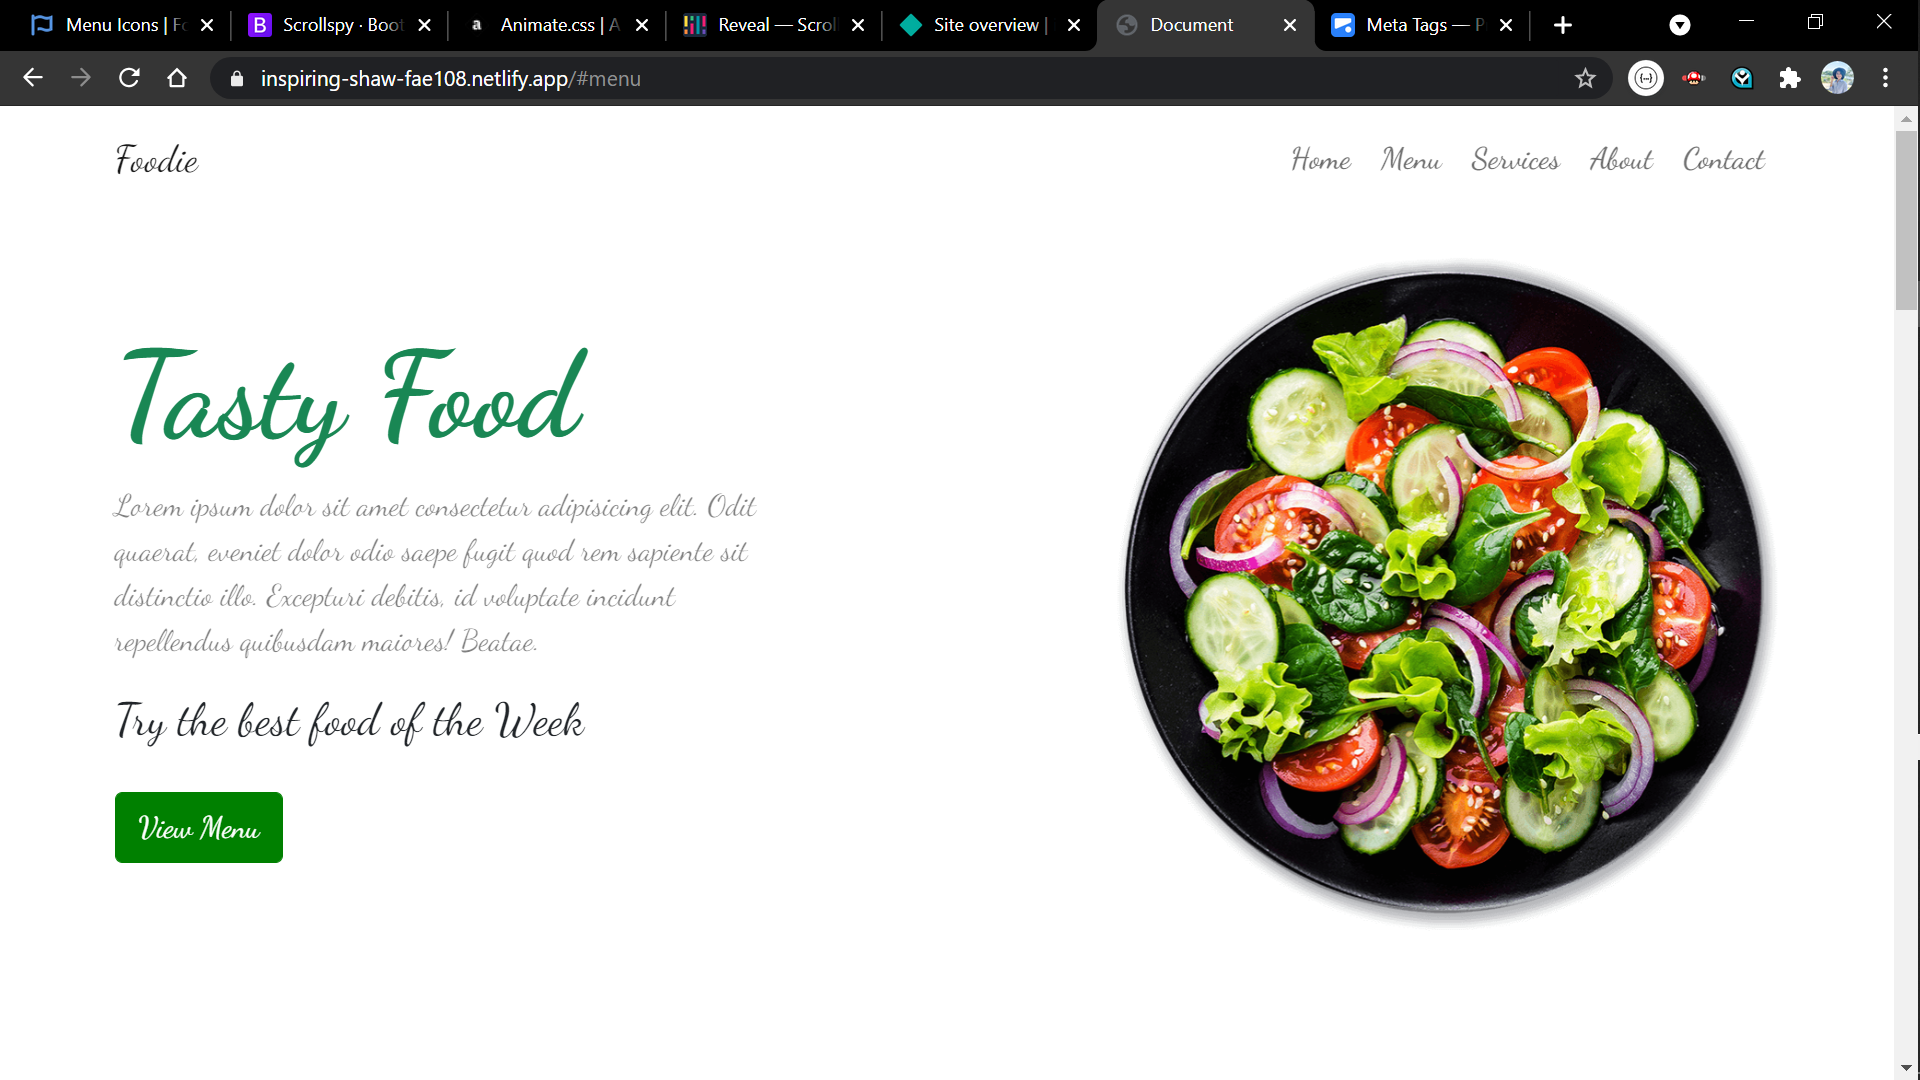 Menu Icons | Fo
Scrollspy · Boot
Animate.css | A
Reveal — Scrol
Site overview |
Document
Meta Tags — P
inspiring-shaw-fae108.netlify.app/#menu
Foodie
Home Menu Services About Contact
Tasty Food
Lorem ipsum dolor sit amet consectetur adipisicing elit. Odit
quaerat, eveniet dolor odio saepe fugit quod rem sapiente sit
distinctio illo. Excepturi debitis, id voluptate incidunt
repellendus quibusdam maiores! Beatae.
Try the best food of the Week
View Menu